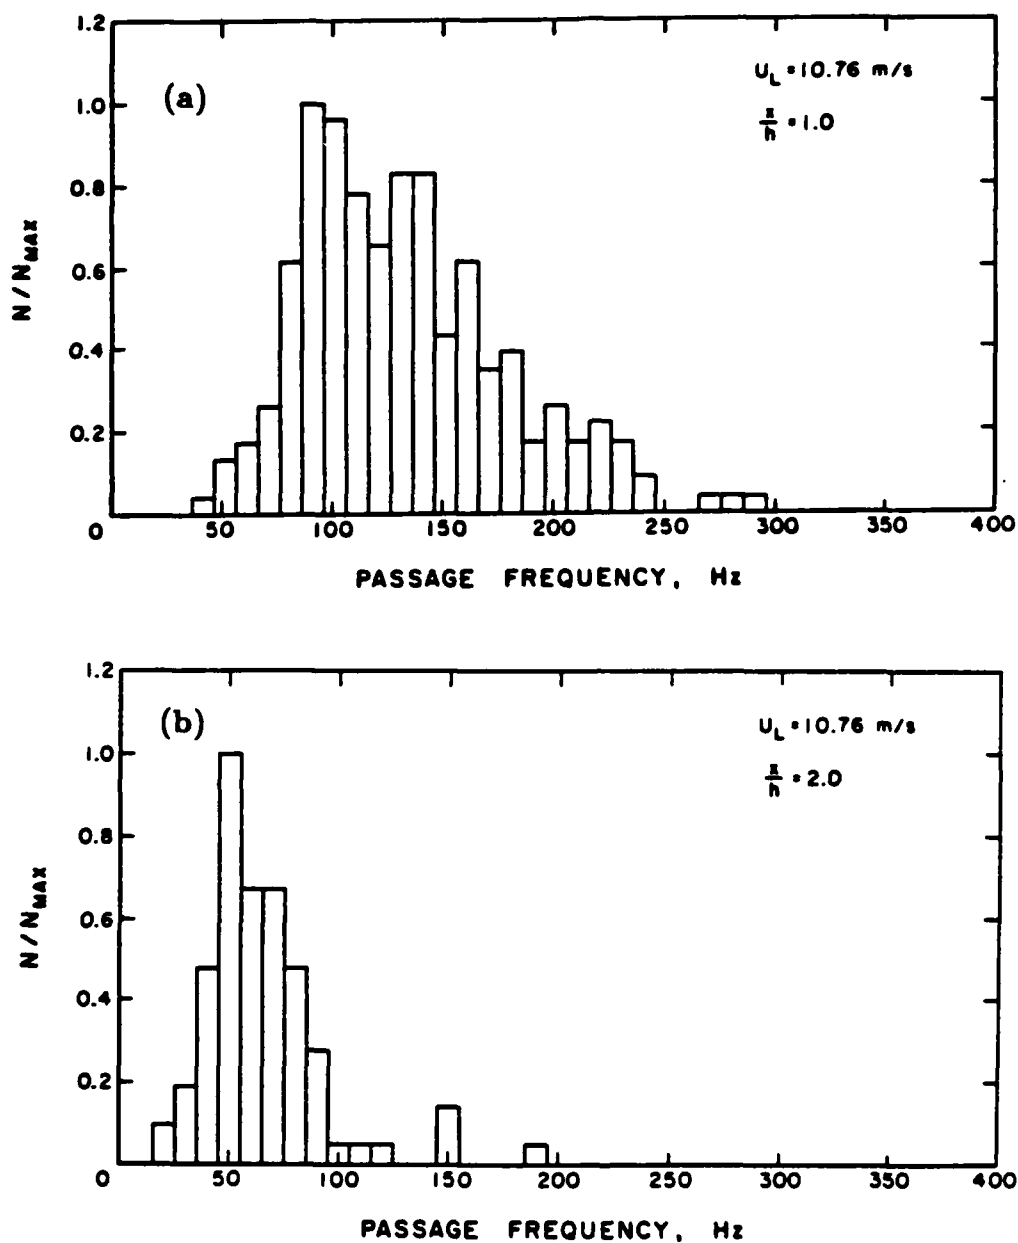 1.2
(a)
U_L = 10.76 m/s
x/h = 1.0
1.0
0.8
0.6
0.4
0.2
N/N_MAX
0 50 100 150 200 250 300 350 400
PASSAGE FREQUENCY, Hz
1.2
(b)
U_L = 10.76 m/s
x/h = 2.0
1.0
0.8
0.6
0.4
0.2
N/N_MAX
0 50 100 150 200 250 300 350 400
PASSAGE FREQUENCY, Hz